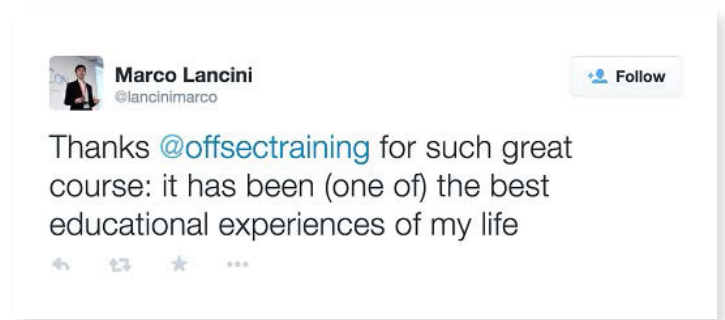 Marco Lancini
@lancinimarco
Follow
Thanks @offsectraining for such great
course: it has been (one of) the best
educational experiences of my life